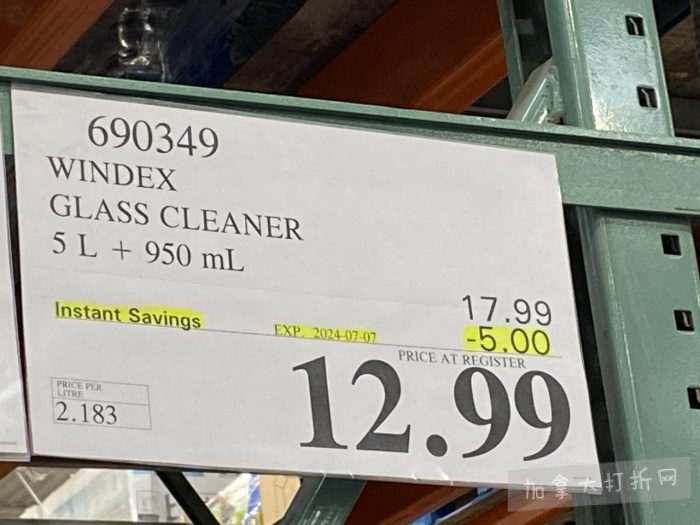 690349
WINDEX
GLASS CLEANER
5 L + 950 mL
17.99
Instant Savings EXP. 2024-07-07 -5.00
PRICE AT REGISTER
12.99
PRICE PER
LITRE
2.183
加拿大打折网